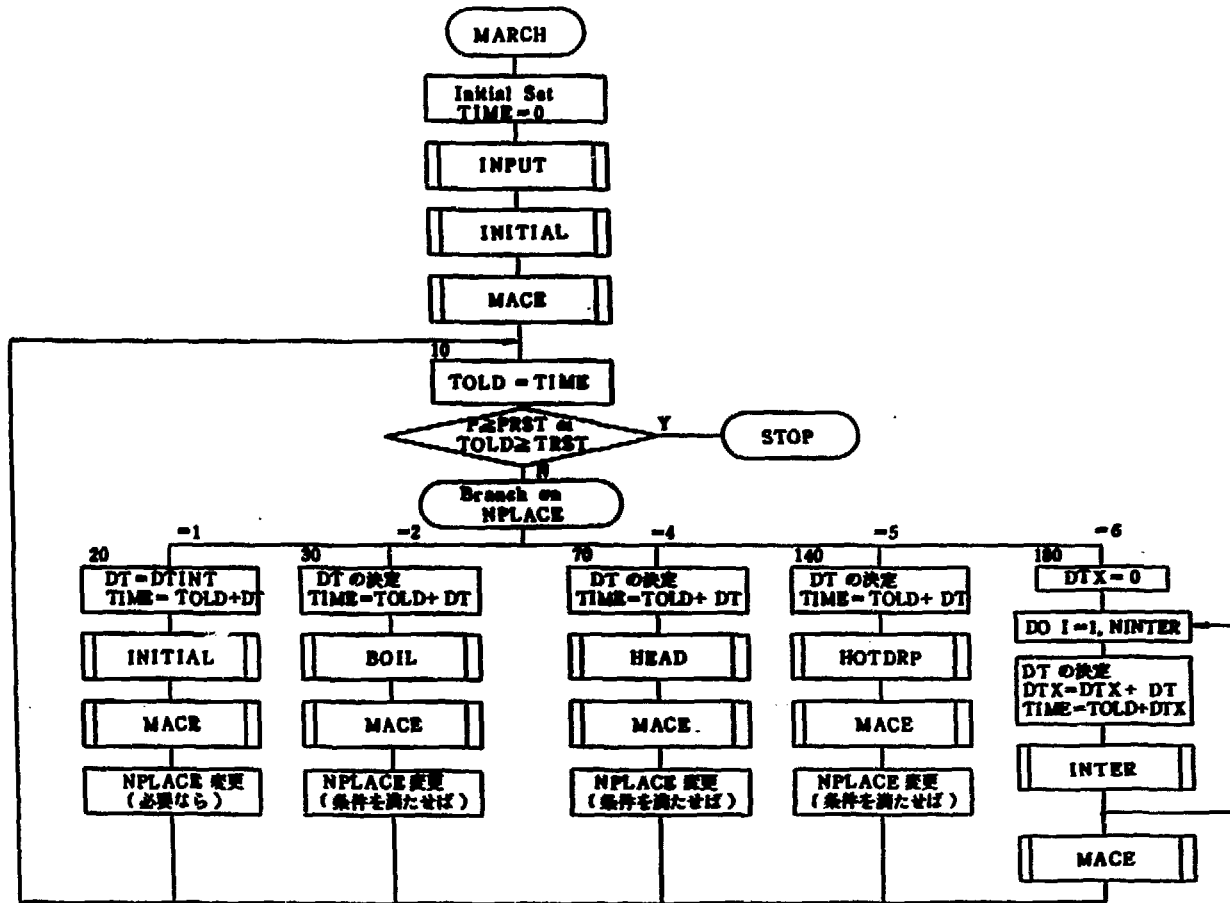 MARCH
Initial Set
TIME=0
INPUT
INITIAL
MACE
10
TOLD = TIME
P≧PRST or
TOLD≧TRST
Y
STOP
N
Branch on
NPLACE
=1
=2
=4
=5
=6
20
DT=DTINT
TIME= TOLD+DT
INITIAL
MACE
NPLACE 変更
(必要なら)
30
DT の決定
TIME=TOLD+ DT
BOIL
MACE
NPLACE 変更
(条件を満たせば)
70
DT の決定
TIME=TOLD+ DT
HEAD
MACE
NPLACE 変更
(条件を満たせば)
140
DT の決定
TIME=TOLD+ DT
HOTDRP
MACE
NPLACE 変更
(条件を満たせば)
180
DTX=0
DO I=1, NINTER
DT の決定
DTX=DTX+ DT
TIME=TOLD+DTX
INTER
MACE